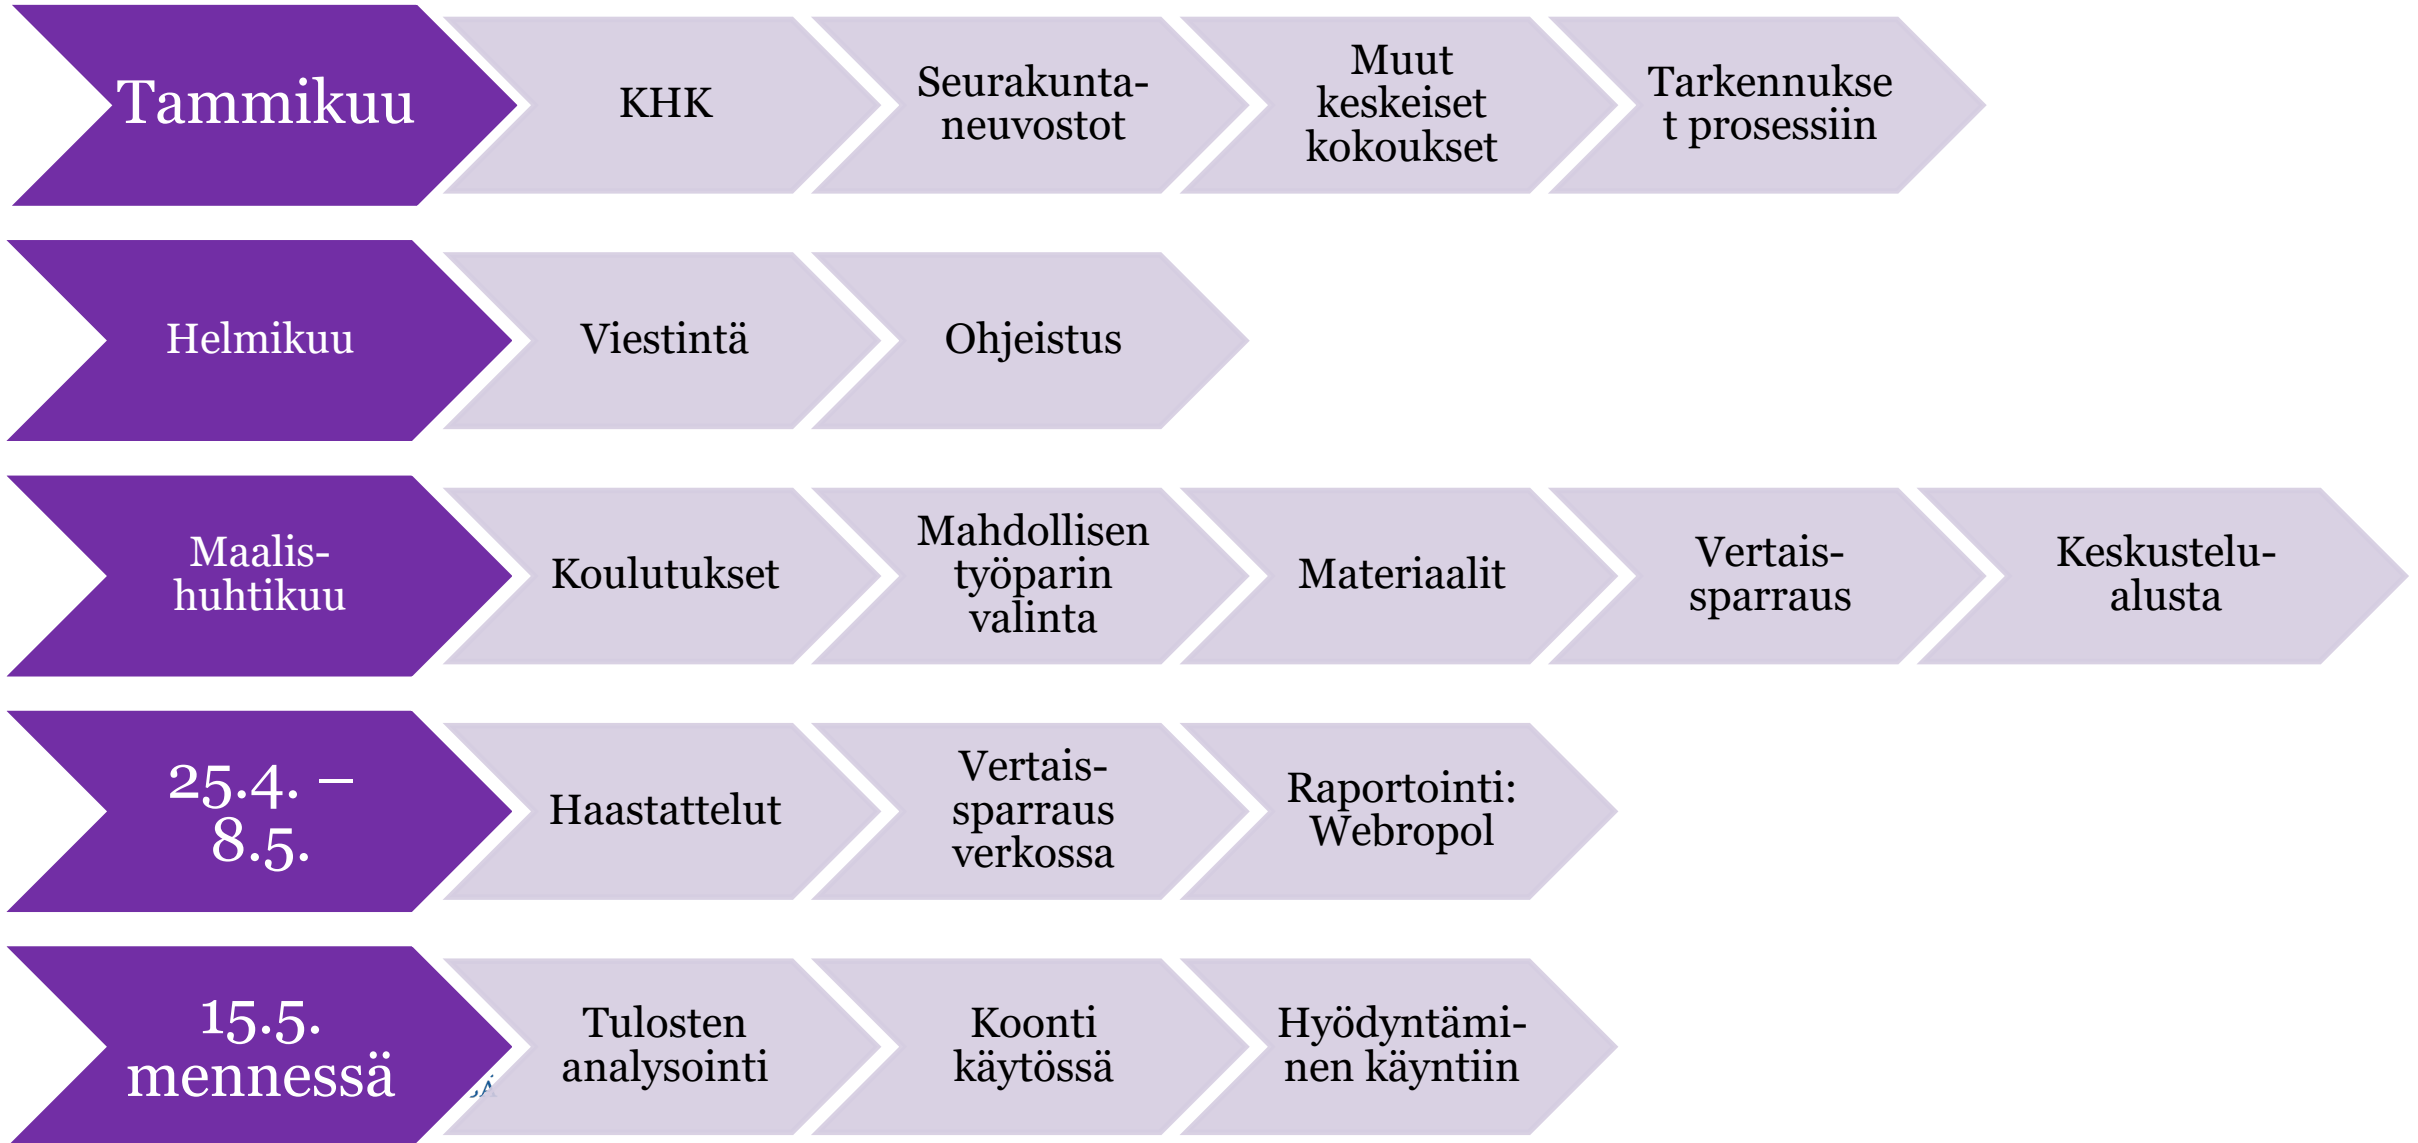 Tammikuu
KHK
Seurakunta-
neuvostot
Muut
keskeiset
kokoukset
Tarkennukse
t prosessiin
Helmikuu
Viestintä
Ohjeistus
Maalis-
huhtikuu
Koulutukset
Mahdollisen
työparin
valinta
Materiaalit
Vertais-
sparraus
Keskustelu-
alusta
25.4. –
8.5.
Haastattelut
Vertais-
sparraus
verkossa
Raportointi:
Webropol
15.5.
mennessä
Tulosten
analysointi
Koonti
käytössä
Hyödyntämi-
nen käyntiin